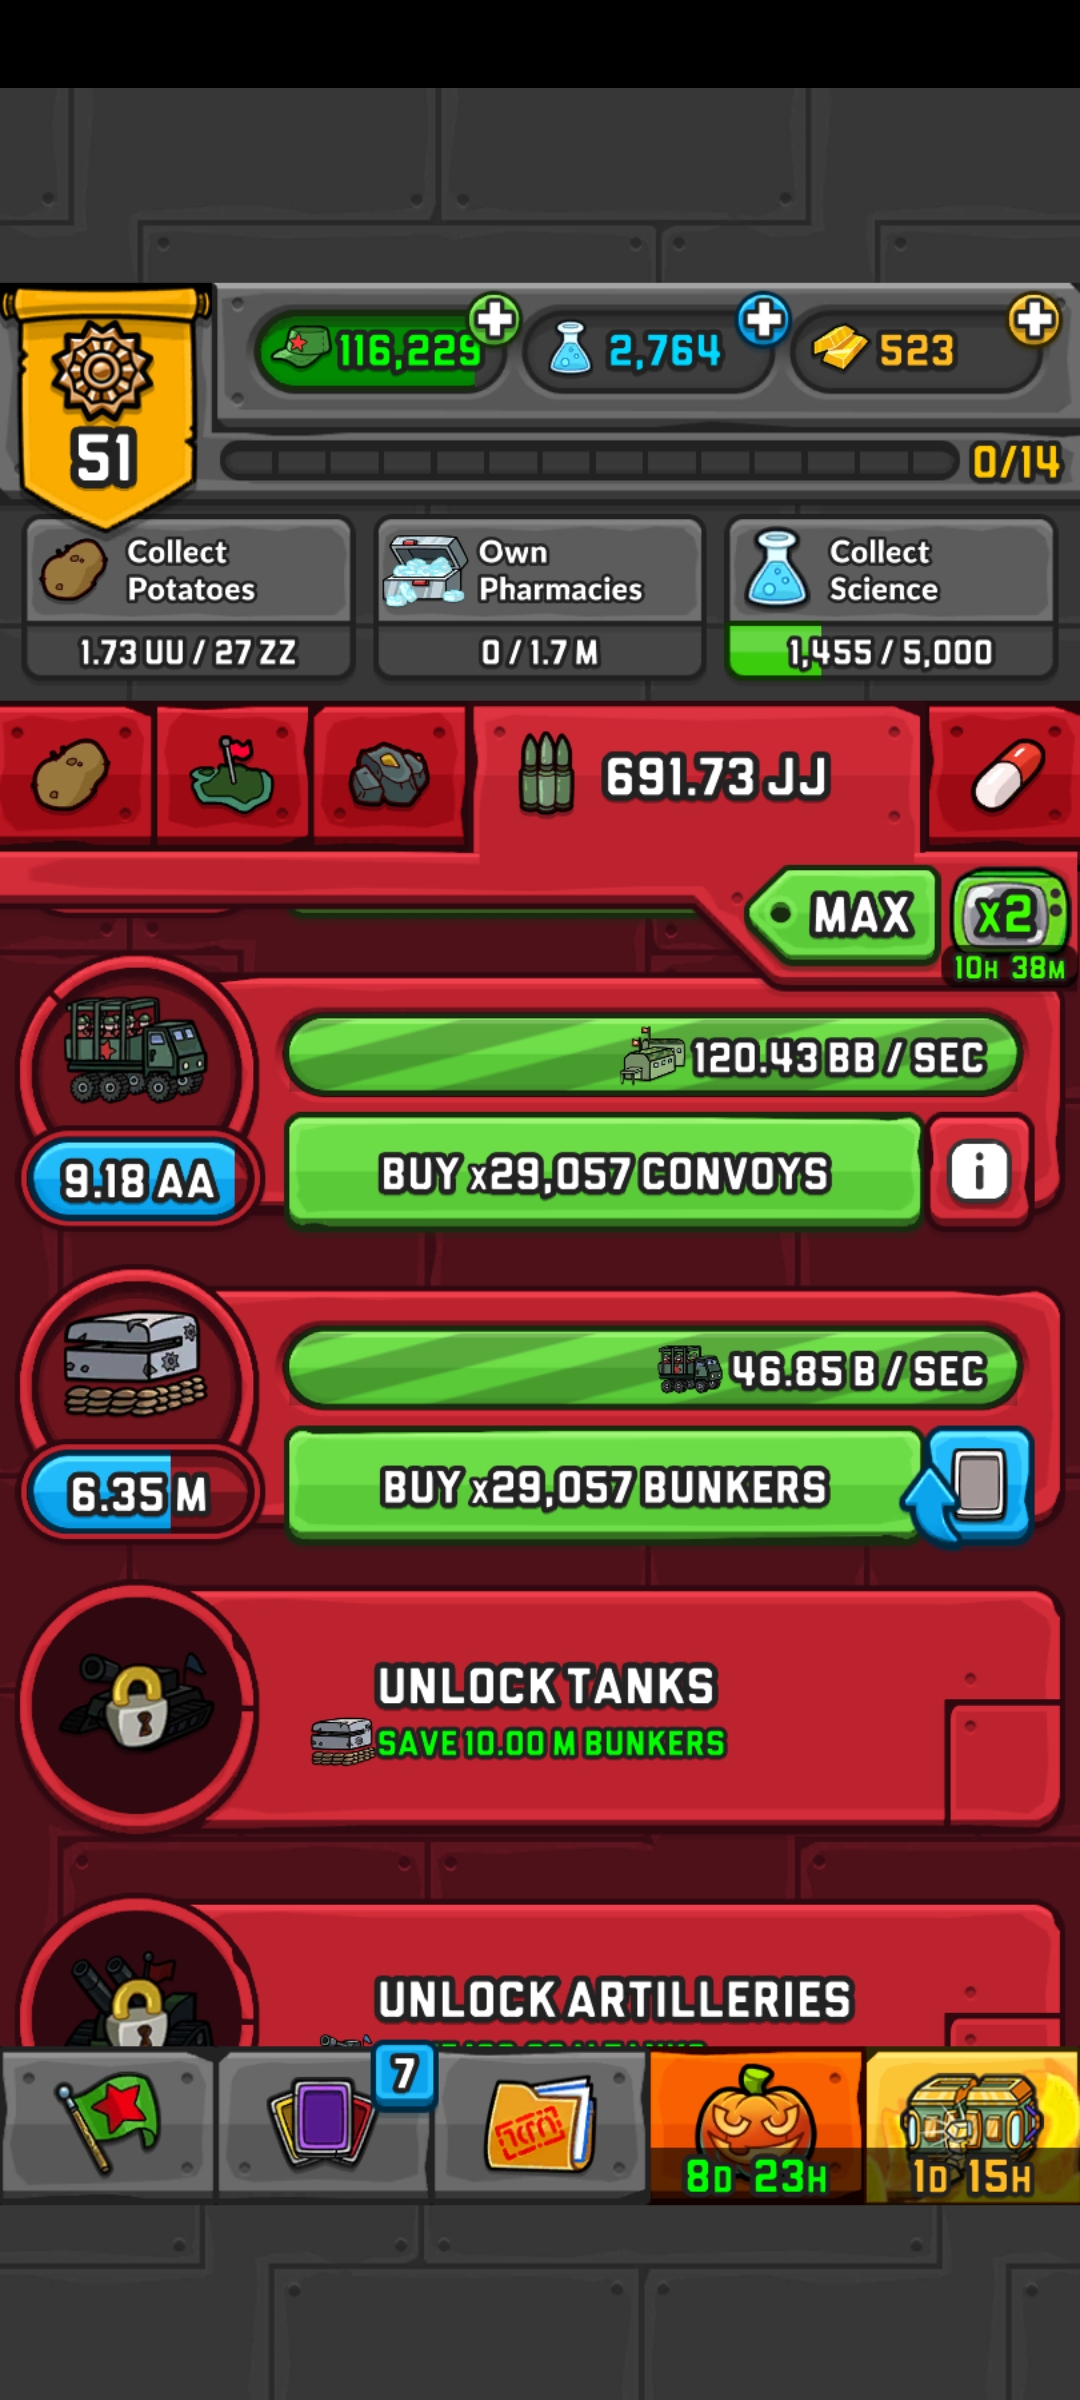 116,229
2,764
523
51
0/14
Collect
Potatoes
Own
Pharmacies
Collect
Science
1.73 UU / 27 ZZ
0 / 1.7 M
1,455 / 5,000
691.73 JJ
MAX
x2
10H 38M
120.43 BB / SEC
9.18 AA
BUY x29,057 CONVOYS
i
46.85 B / SEC
6.35 M
BUY x29,057 BUNKERS
UNLOCK TANKS
SAVE 10.00 M BUNKERS
UNLOCK ARTILLERIES
7
8D 23H
1D 15H